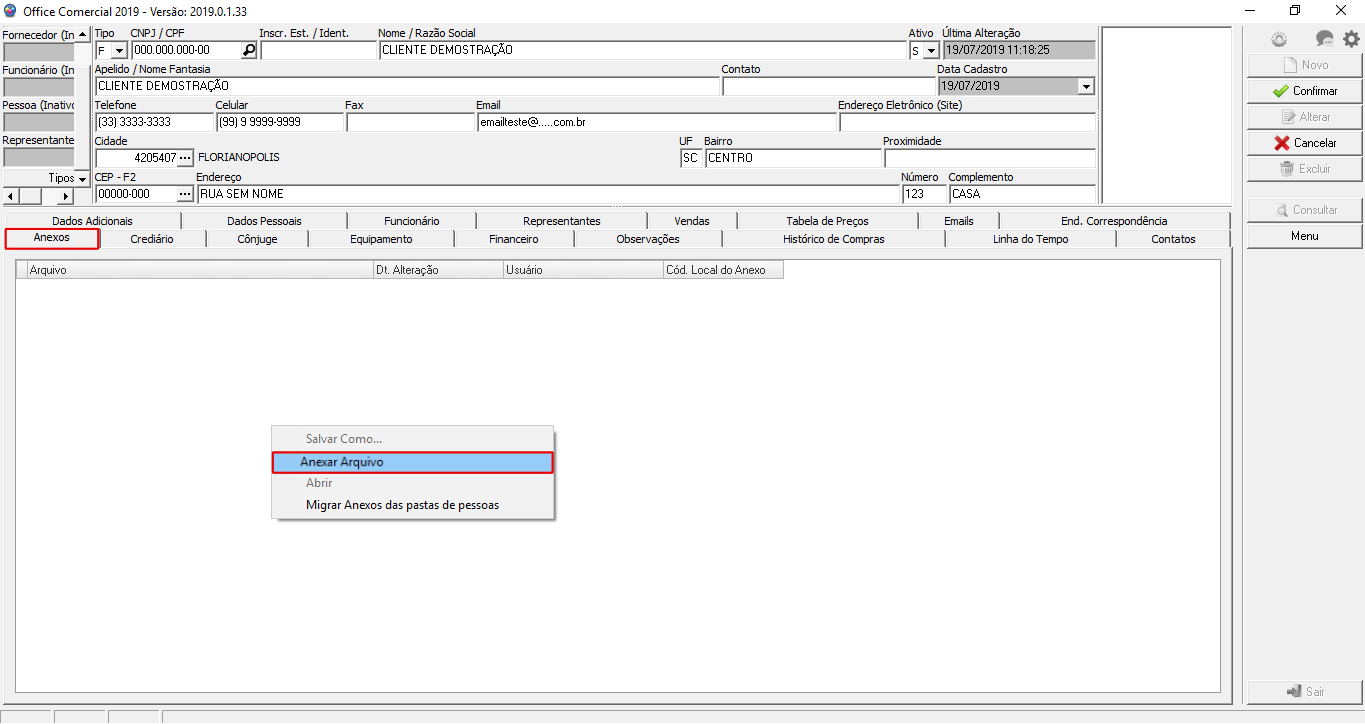 Office Comercial 2019 - Versão: 2019.0.1.33
Fornecedor (In
Funcionário (In
Pessoa (Inativo
Representante
Tipos
Tipo CNPJ / CPF Inscr. Est. / Ident. Nome / Razão Social Ativo Última Alteração
F 000.000.000-00 CLIENTE DEMOSTRAÇÃO S 19/07/2019 11:18:25
Apelido / Nome Fantasia Contato Data Cadastro
CLIENTE DEMOSTRAÇÃO 19/07/2019
Telefone Celular Fax Email Endereço Eletrônico (Site)
(33) 3333-3333 (99) 9 9999-9999 emailteste@.....com.br
Cidade UF Bairro Proximidade
4205407 ... FLORIANOPOLIS SC CENTRO
CEP - F2 Endereço Número Complemento
00000-000 ... RUA SEM NOME 123 CASA
Dados Adicionais Dados Pessoais Funcionário Representantes Vendas Tabela de Preços Emails End. Correspondência
Anexos Crediário Cônjuge Equipamento Financeiro Observações Histórico de Compras Linha do Tempo Contatos
Arquivo Dt. Alteração Usuário Cód. Local do Anexo
Salvar Como...
Anexar Arquivo
Abrir
Migrar Anexos das pastas de pessoas
Novo
Confirmar
Alterar
Cancelar
Excluir
Consultar
Menu
Sair